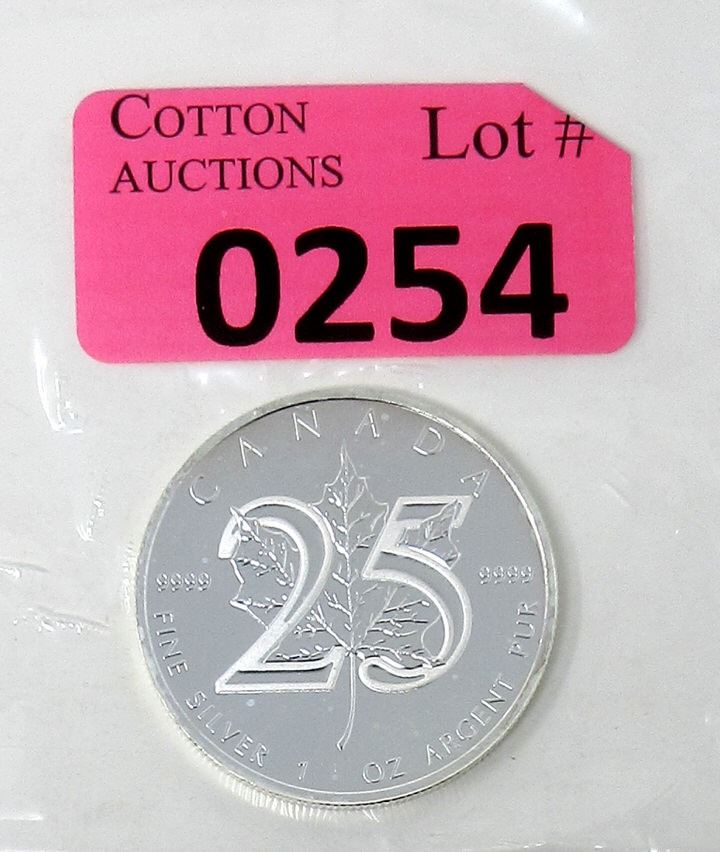 COTTON
AUCTIONS
Lot #
0254
CANADA
25
9999 9999
FINE SILVER 1 OZ ARGENT PUR